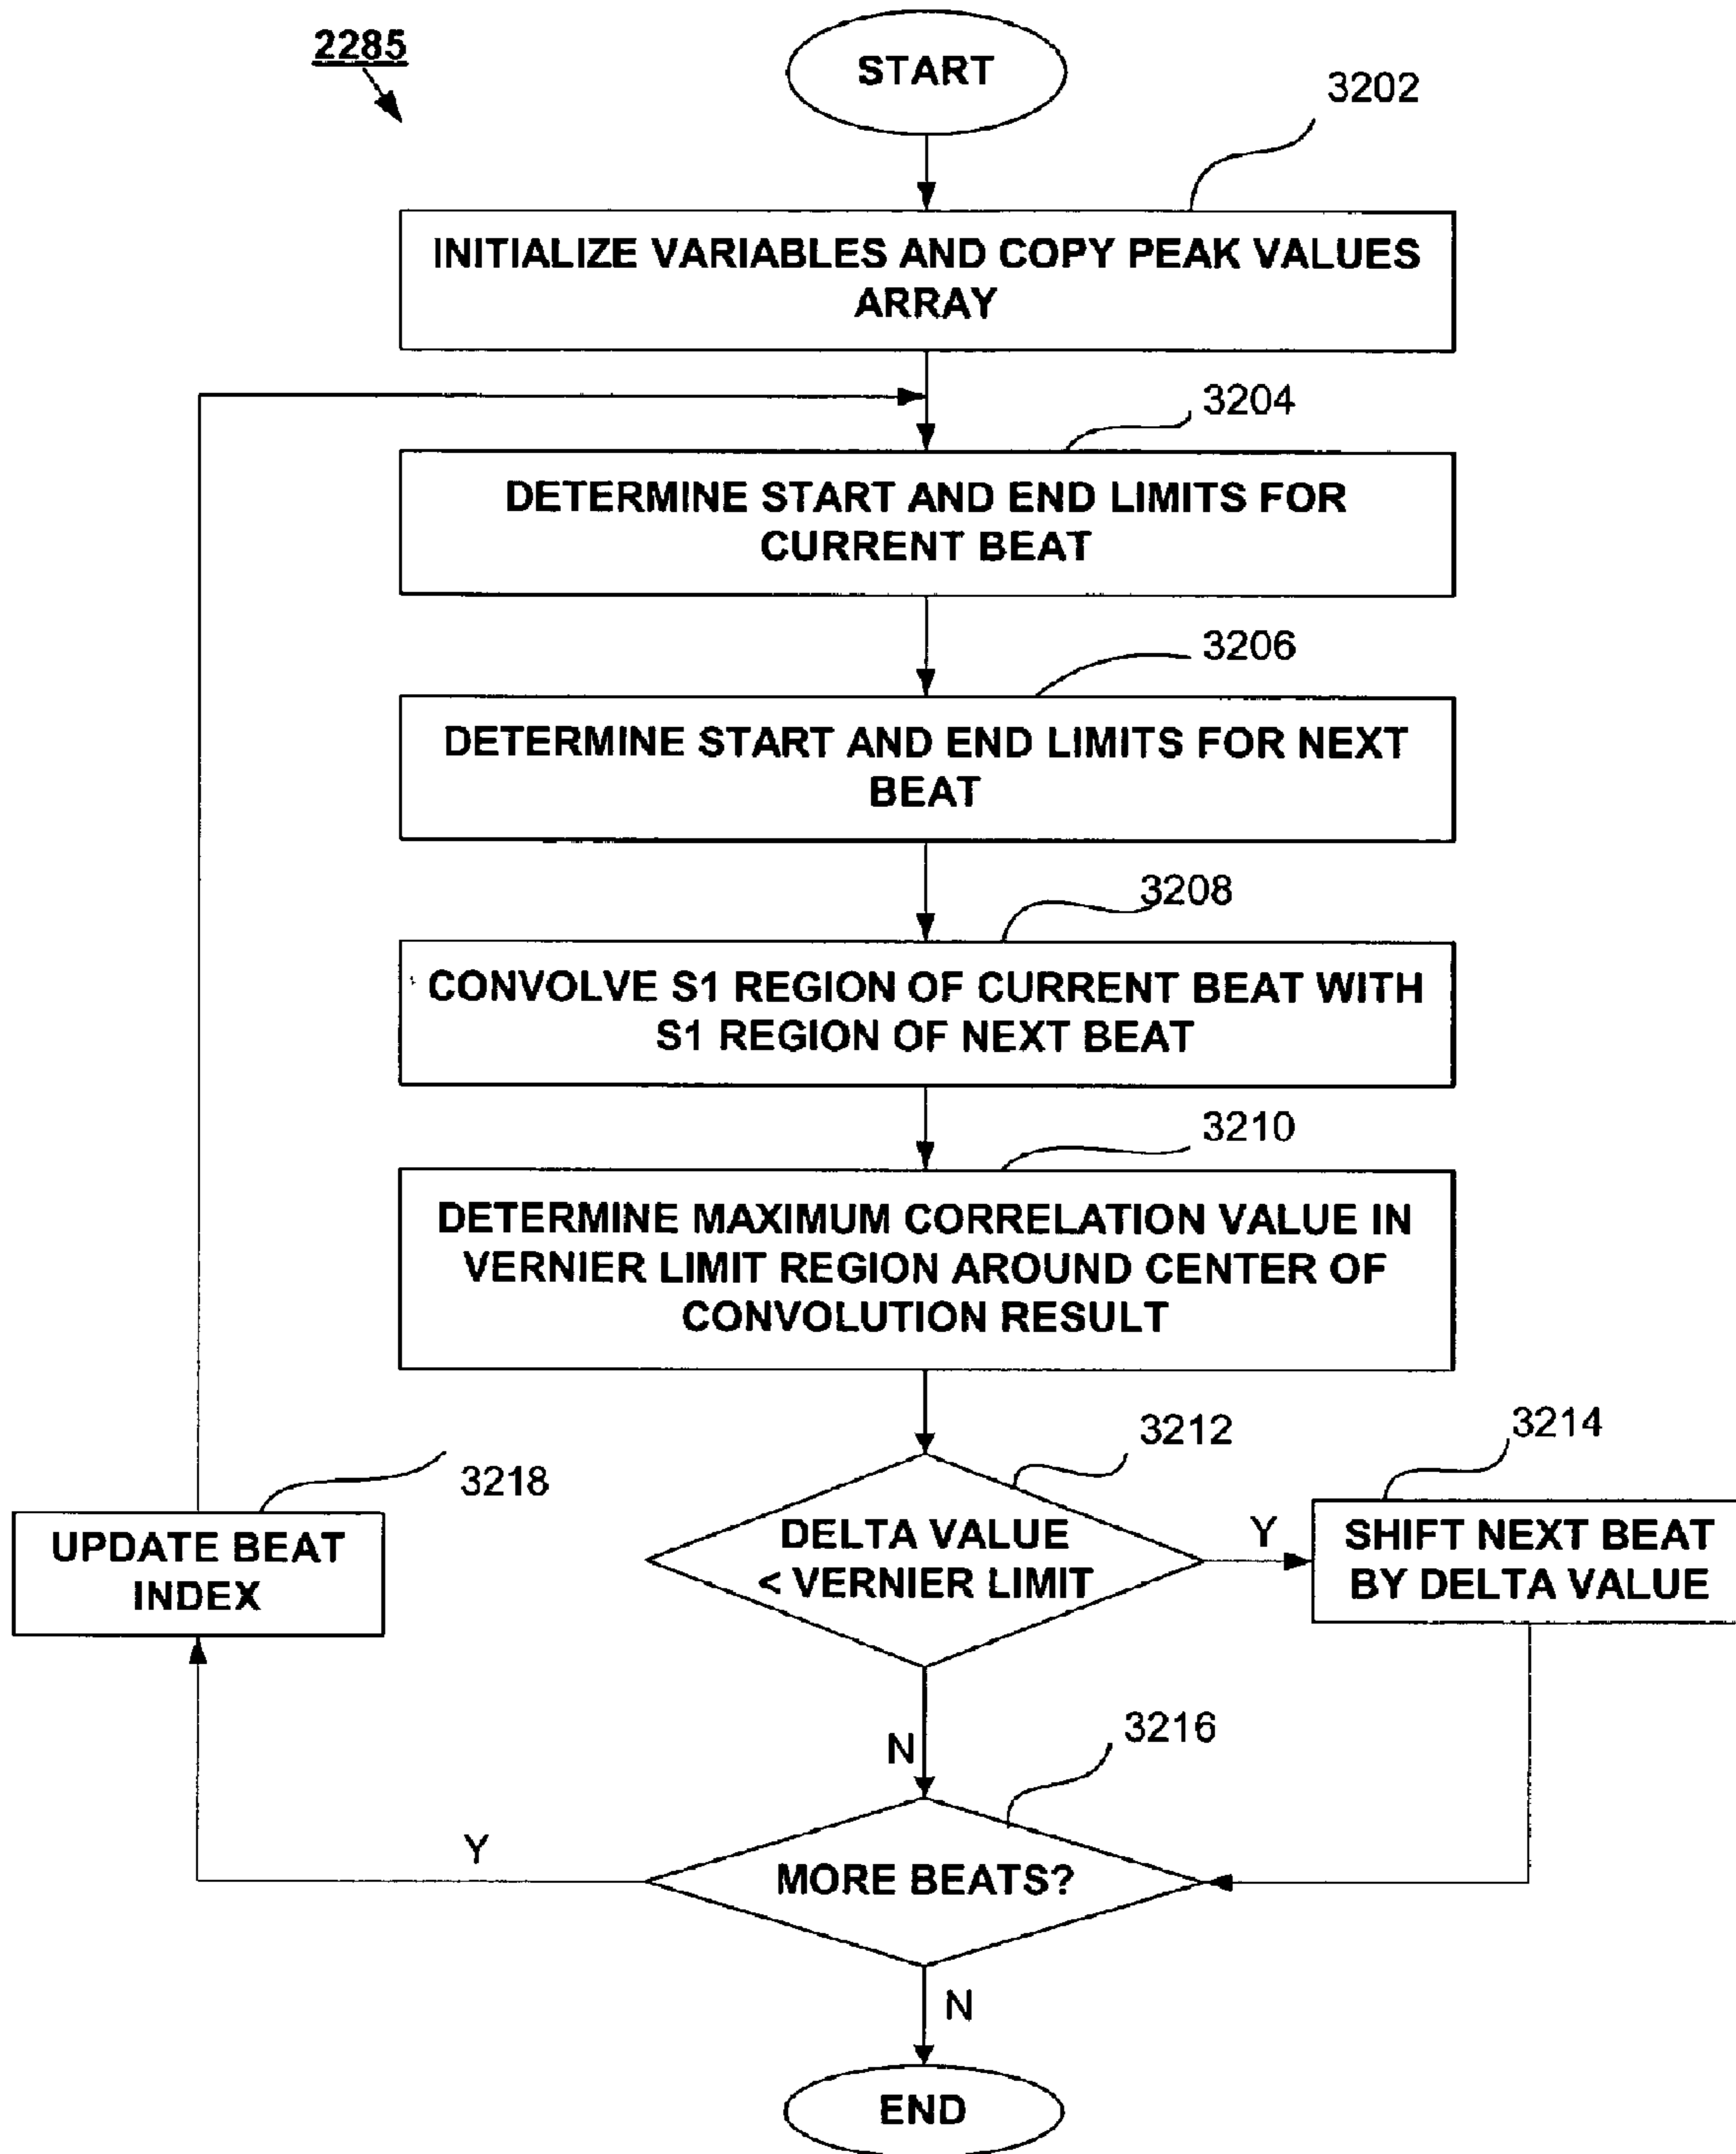 2285
START
3202
INITIALIZE VARIABLES AND COPY PEAK VALUES
ARRAY
3204
DETERMINE START AND END LIMITS FOR
CURRENT BEAT
3206
DETERMINE START AND END LIMITS FOR NEXT
BEAT
3208
CONVOLVE S1 REGION OF CURRENT BEAT WITH
S1 REGION OF NEXT BEAT
3210
DETERMINE MAXIMUM CORRELATION VALUE IN
VERNIER LIMIT REGION AROUND CENTER OF
CONVOLUTION RESULT
3212
DELTA VALUE
< VERNIER LIMIT
Y
3214
SHIFT NEXT BEAT
BY DELTA VALUE
3218
UPDATE BEAT
INDEX
N
3216
MORE BEATS?
Y
N
END